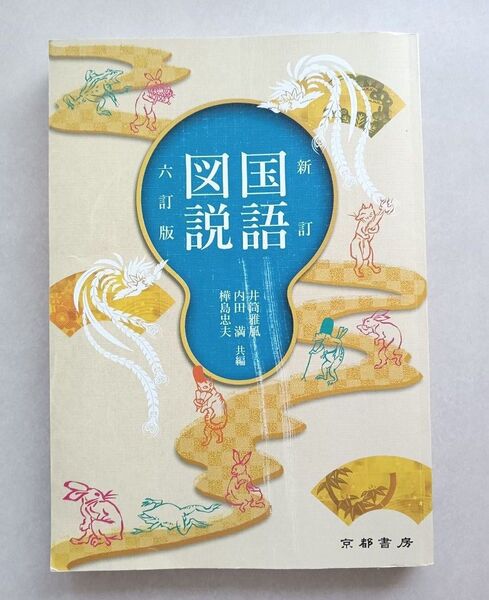 新訂
国語
図説
六訂版
井筒雅風
内田 満
樺島忠夫
共編
京都書房